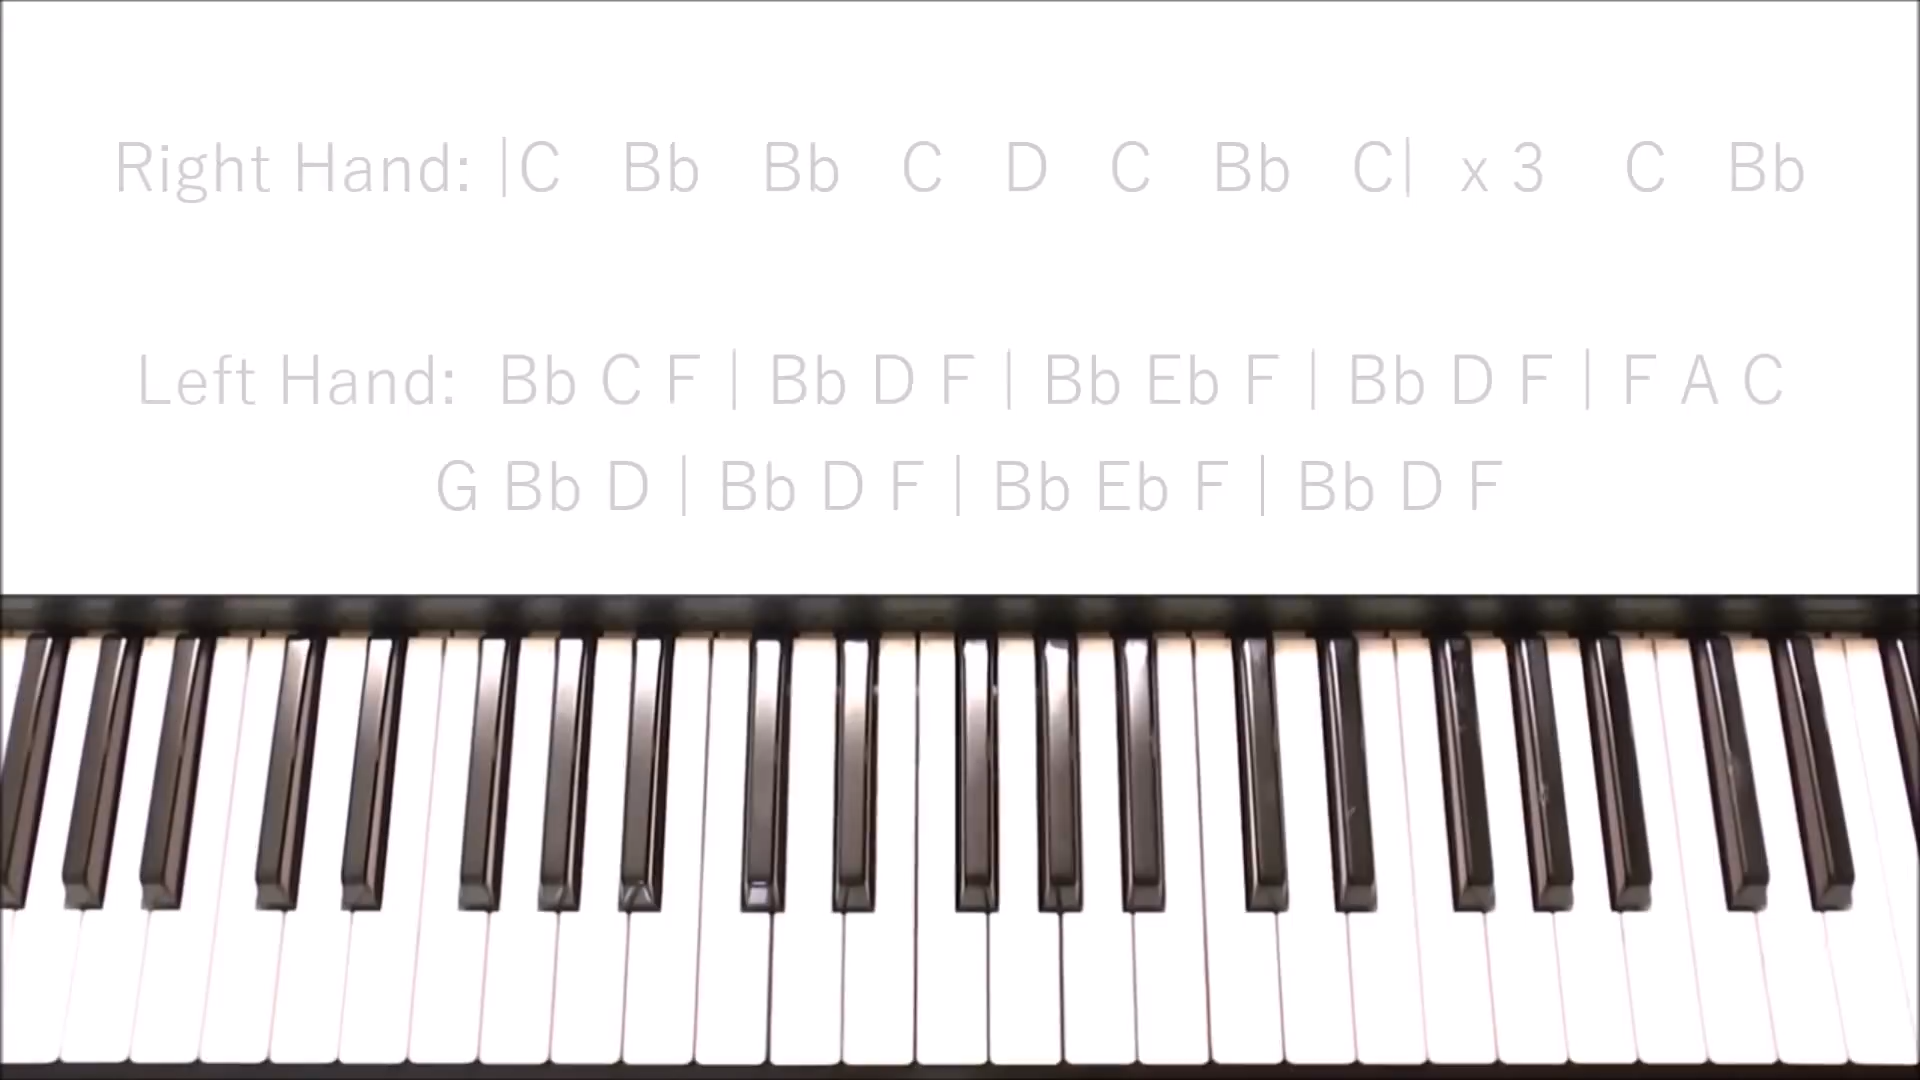 Right Hand: |C Bb Bb C D C Bb C| x 3 C Bb
Left Hand: Bb C F | Bb D F | Bb Eb F | Bb D F | F A C
G Bb D | Bb D F | Bb Eb F | Bb D F